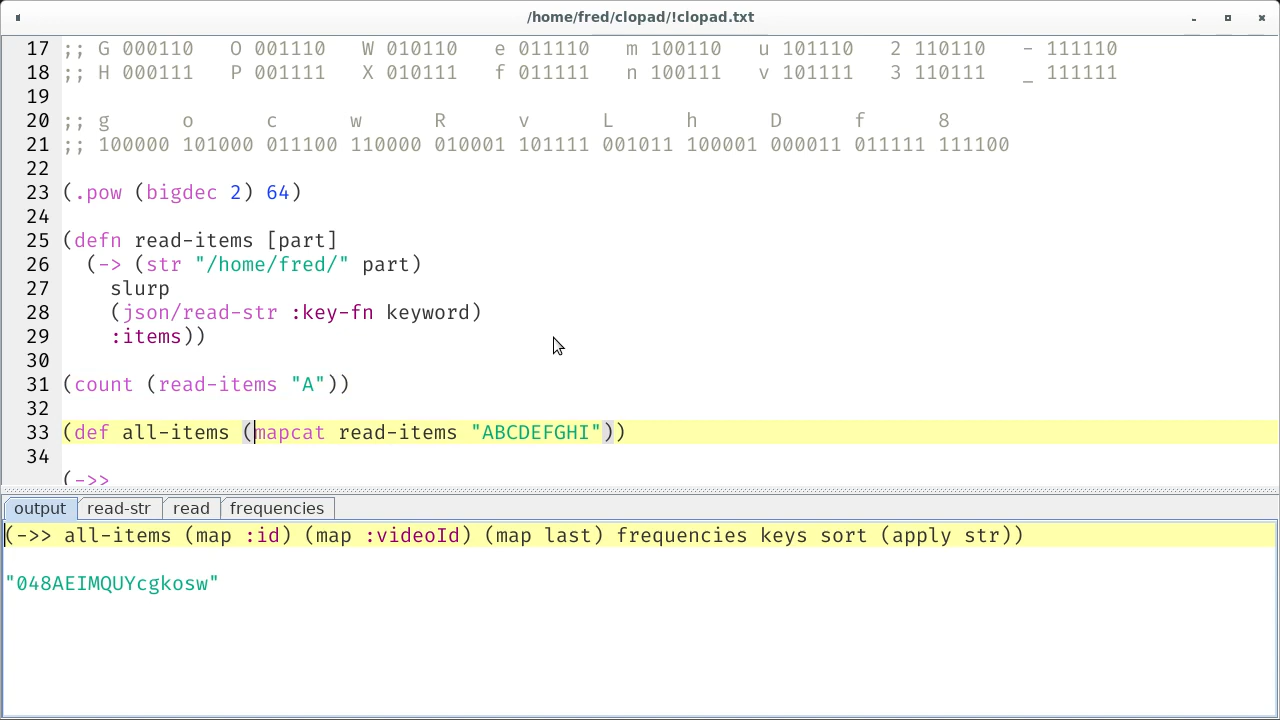 /home/fred/clopad/!clopad.txt
17 ;; G 000110   O 001110   W 010110   e 011110   m 100110   u 101110   2 110110   - 111110
18 ;; H 000111   P 001111   X 010111   f 011111   n 100111   v 101111   3 110111   _ 111111
19
20 ;; g      o      c      w      R      v      L      h      D      f      8
21 ;; 100000 101000 011100 110000 010001 101111 001011 100001 000011 011111 111100
22
23 (.pow (bigdec 2) 64)
24
25 (defn read-items [part]
26   (-> (str "/home/fred/" part)
27     slurp
28     (json/read-str :key-fn keyword)
29     :items))
30
31 (count (read-items "A"))
32
33 (def all-items (mapcat read-items "ABCDEFGHI"))
34
(->>
output read-str read frequencies
(->> all-items (map :id) (map :videoId) (map last) frequencies keys sort (apply str))
"048AEIMQUYcgkosw"